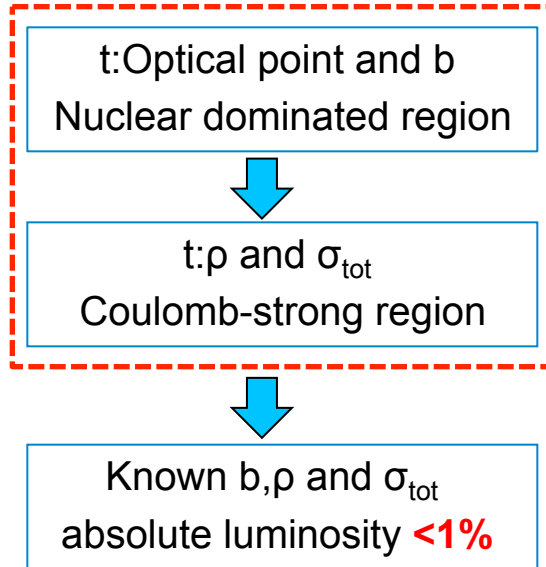 t:Optical point and b
Nuclear dominated region
t:ρ and σtot
Coulomb-strong region
Known b,ρ and σtot
absolute luminosity <1%